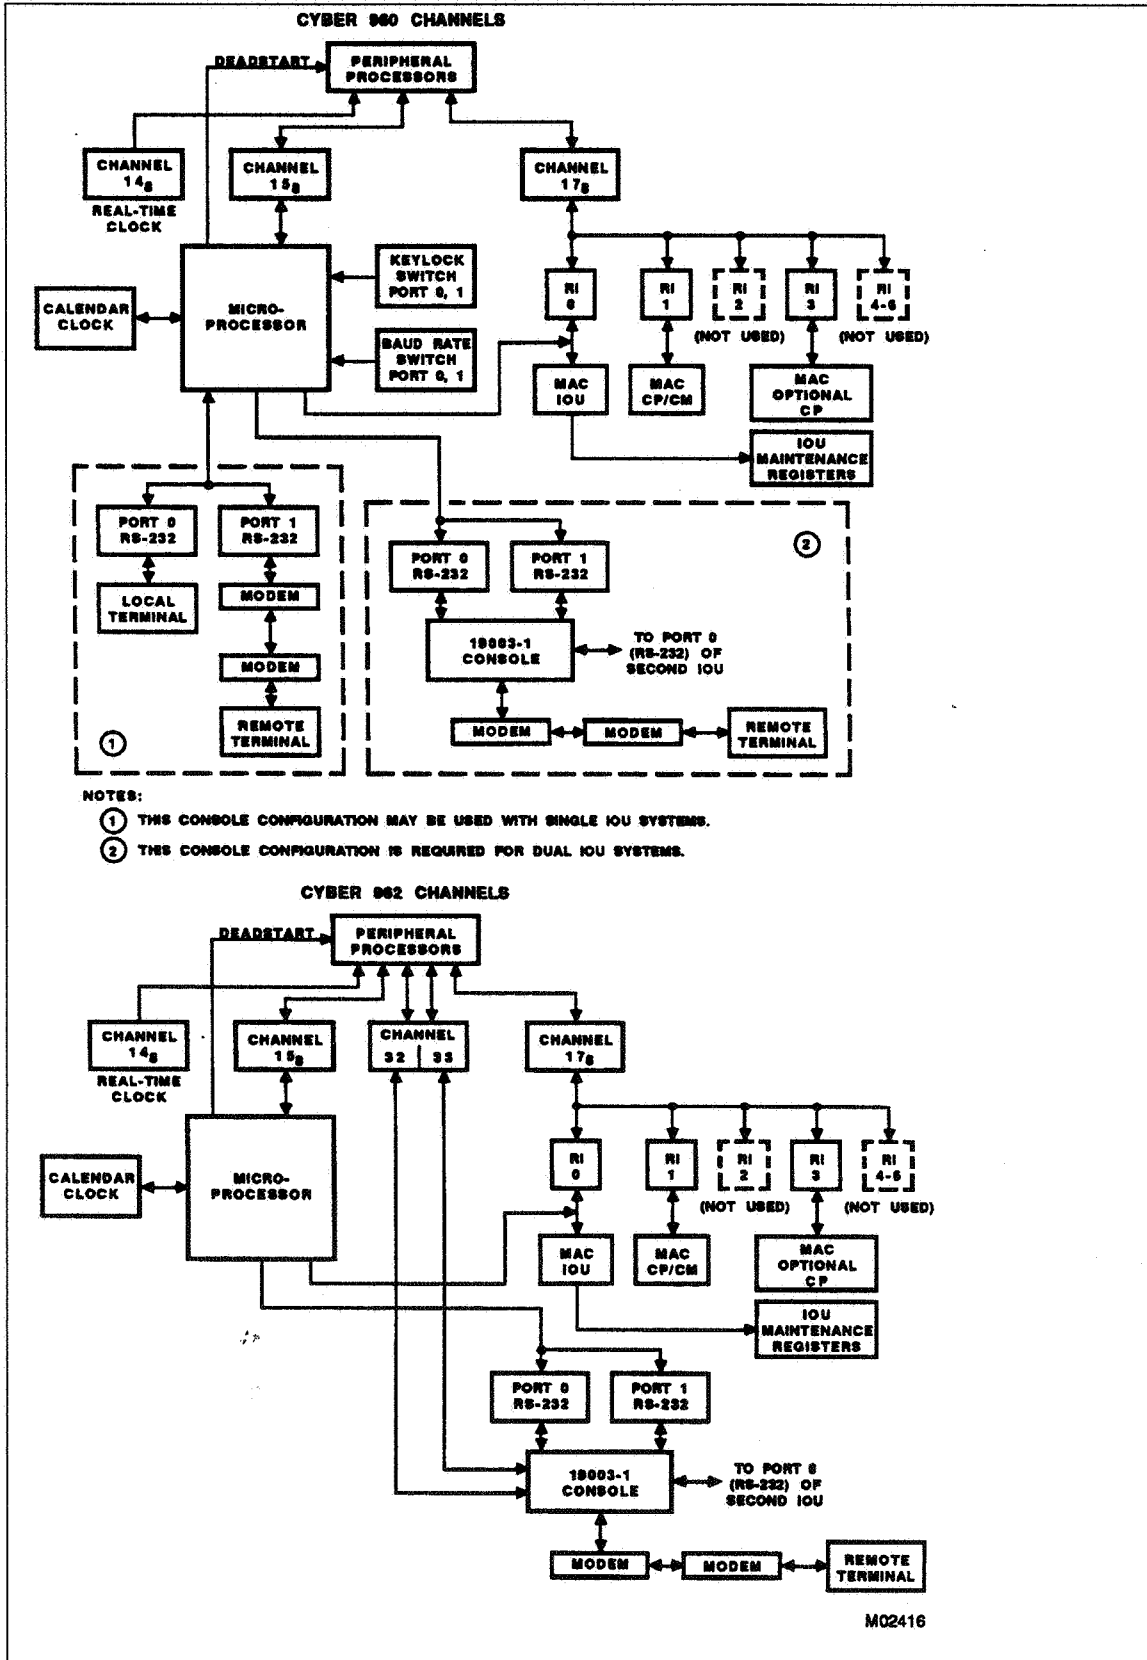 CYBER 960 CHANNELS
DEADSTART
PERIPHERAL
PROCESSORS
CHANNEL
14₈
REAL-TIME
CLOCK
CHANNEL
15₈
CHANNEL
17₈
KEYLOCK
SWITCH
PORT 0, 1
CALENDAR
CLOCK
MICRO-
PROCESSOR
BAUD RATE
SWITCH
PORT 0, 1
RI
0
RI
1
RI
2
(NOT USED)
RI
3
RI
4-6
(NOT USED)
MAC
IOU
MAC
CP/CM
MAC
OPTIONAL
CP
IOU
MAINTENANCE
REGISTERS
PORT 0
RS-232
PORT 1
RS-232
LOCAL
TERMINAL
MODEM
MODEM
REMOTE
TERMINAL
1
2
PORT 0
RS-232
PORT 1
RS-232
19003-1
CONSOLE
TO PORT 0
(RS-232) OF
SECOND IOU
MODEM
MODEM
REMOTE
TERMINAL
NOTES:
1 THIS CONSOLE CONFIGURATION MAY BE USED WITH SINGLE IOU SYSTEMS.
2 THIS CONSOLE CONFIGURATION IS REQUIRED FOR DUAL IOU SYSTEMS.
CYBER 962 CHANNELS
DEADSTART
PERIPHERAL
PROCESSORS
CHANNEL
14₈
REAL-TIME
CLOCK
CHANNEL
15₈
CHANNEL
32 33
CHANNEL
17₈
CALENDAR
CLOCK
MICRO-
PROCESSOR
RI
0
RI
1
RI
2
(NOT USED)
RI
3
RI
4-6
(NOT USED)
MAC
IOU
MAC
CP/CM
MAC
OPTIONAL
CP
IOU
MAINTENANCE
REGISTERS
PORT 0
RS-232
PORT 1
RS-232
19003-1
CONSOLE
TO PORT 0
(RS-232) OF
SECOND IOU
MODEM
MODEM
REMOTE
TERMINAL
M02416